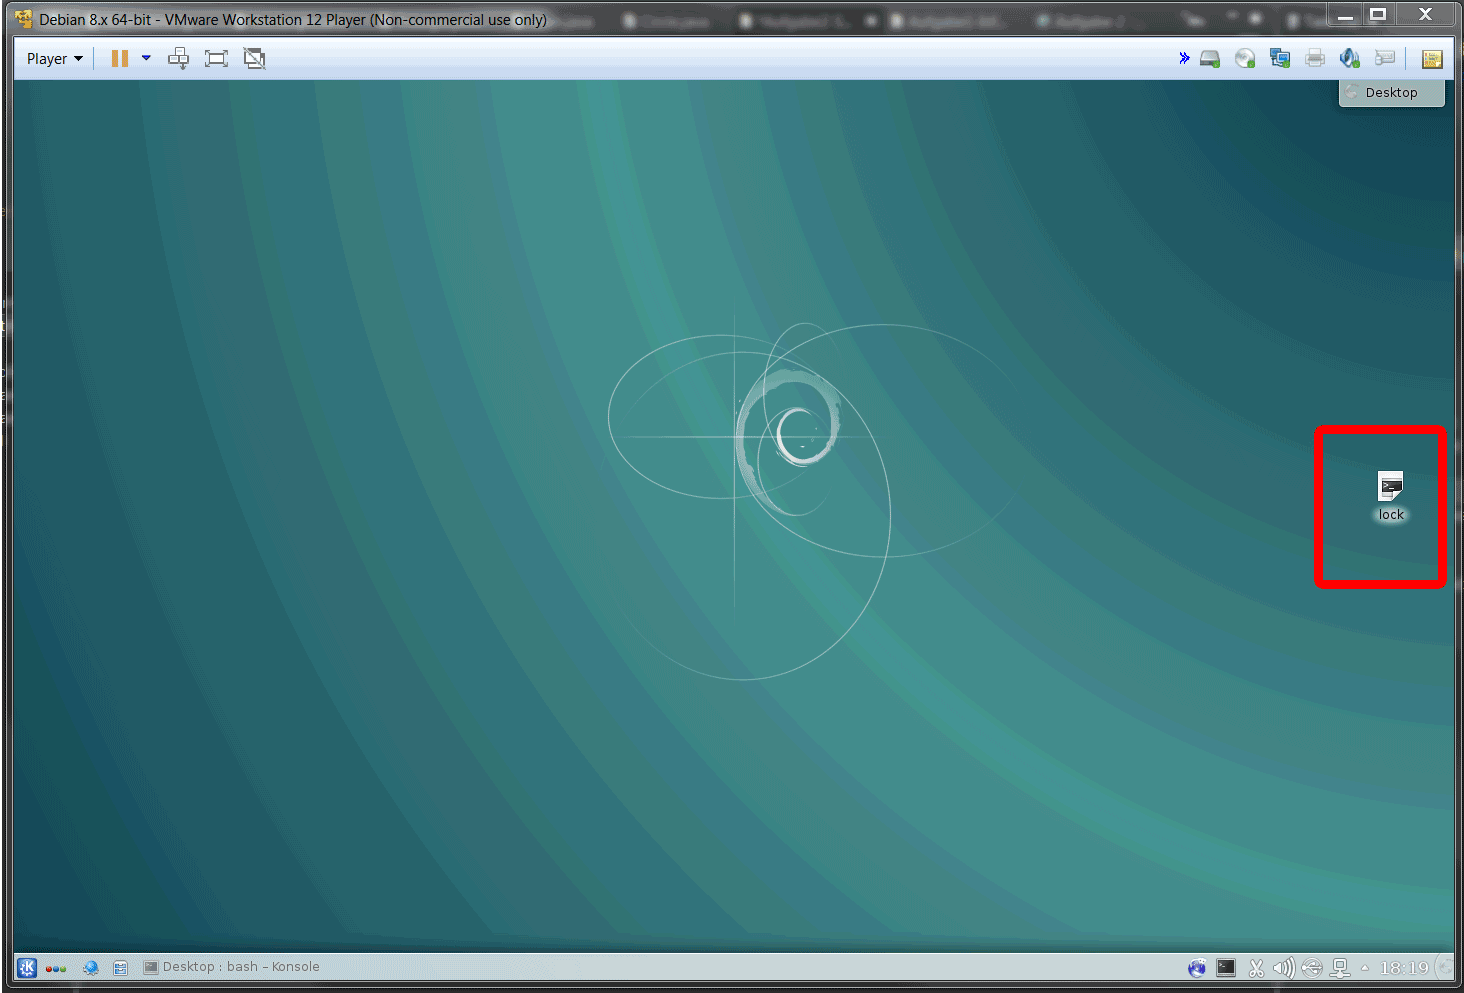 Debian 8.x 64-bit - VMware Workstation 12 Player (Non-commercial use only)
Player
Desktop
lock
Desktop : bash – Konsole
18:19